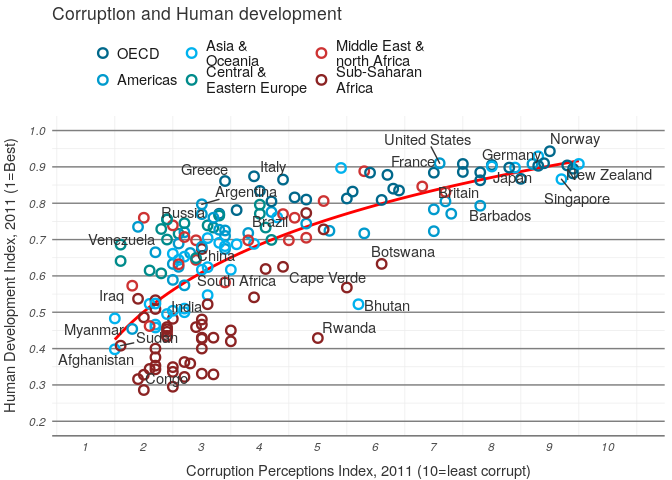 Corruption and Human development
OECD
Asia &
Oceania
Middle East &
north Africa
Americas
Central &
Eastern Europe
Sub-Saharan
Africa
Human Development Index, 2011 (1=Best)
1.0
0.9
0.8
0.7
0.6
0.5
0.4
0.3
0.2
United States
Norway
Germany
France
Italy
Greece
Japan
New Zealand
Singapore
Britain
Argentina
Barbados
Russia
Brazil
Venezuela
Botswana
China
South Africa
Cape Verde
Iraq
India
Bhutan
Myanmar
Sudan
Rwanda
Afghanistan
Congo
1 2 3 4 5 6 7 8 9 10
Corruption Perceptions Index, 2011 (10=least corrupt)